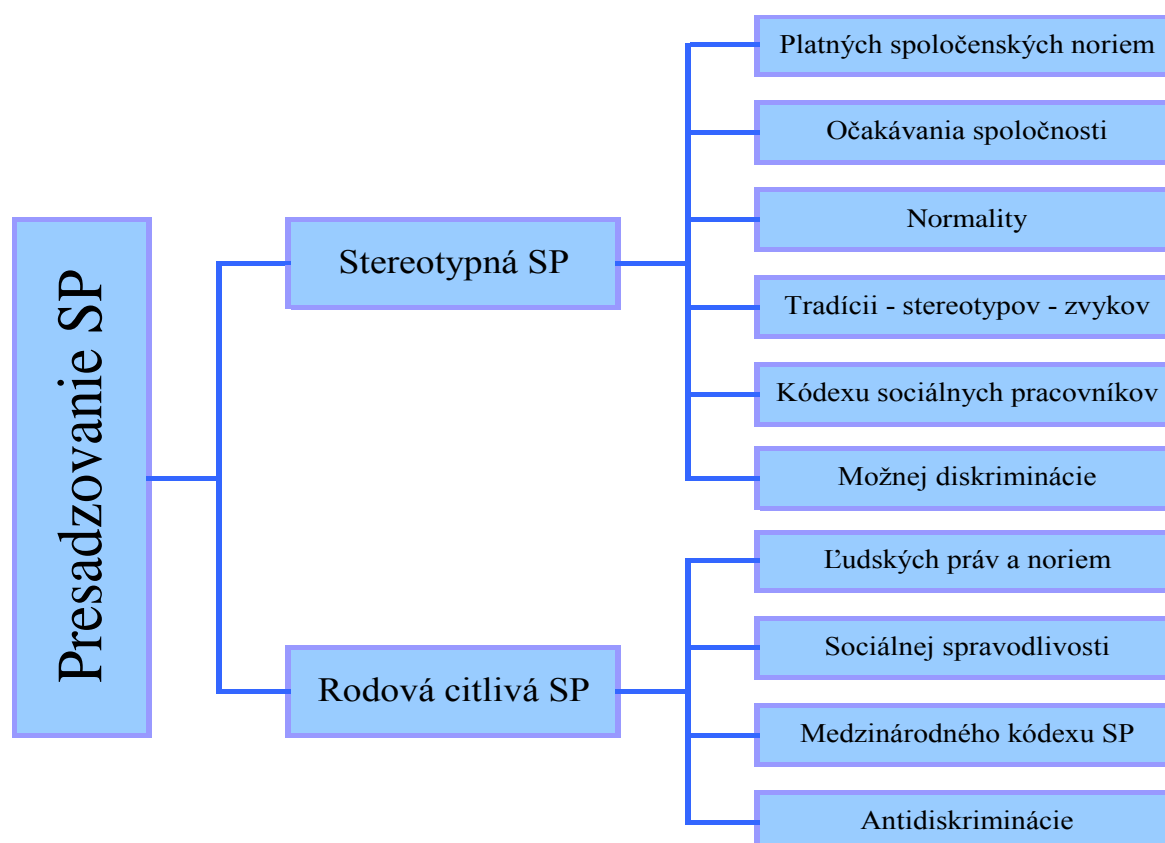 Presadzovanie SP
Stereotypná SP
Platných spoločenských noriem
Očakávania spoločnosti
Normality
Tradícii - stereotypov - zvykov
Kódexu sociálnych pracovníkov
Možnej diskriminácie
Rodová citlivá SP
Ľudských práv a noriem
Sociálnej spravodlivosti
Medzinárodného kódexu SP
Antidiskriminácie